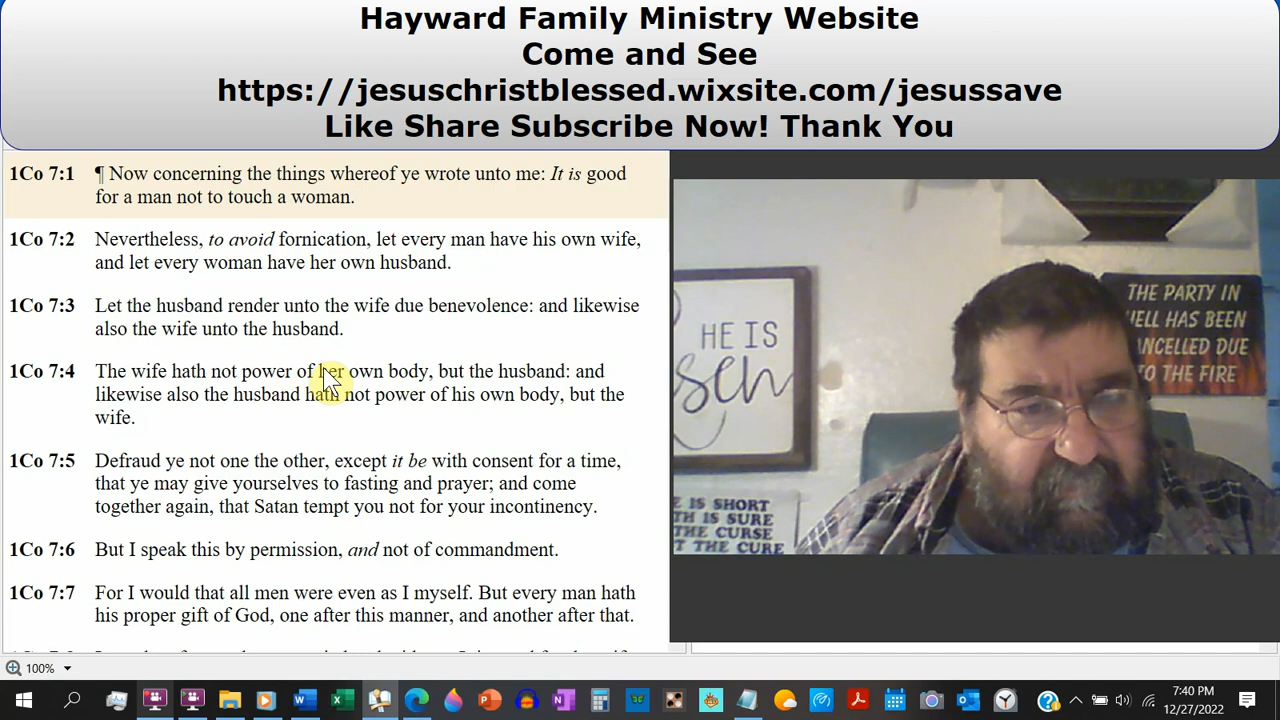 Hayward Family Ministry Website
Come and See
https://jesuschristblessed.wixsite.com/jesussave
Like Share Subscribe Now! Thank You
1Co 7:1 ¶ Now concerning the things whereof ye wrote unto me: It is good
for a man not to touch a woman.
1Co 7:2 Nevertheless, to avoid fornication, let every man have his own wife,
and let every woman have her own husband.
1Co 7:3 Let the husband render unto the wife due benevolence: and likewise
also the wife unto the husband.
1Co 7:4 The wife hath not power of her own body, but the husband: and
likewise also the husband hath not power of his own body, but the
wife.
1Co 7:5 Defraud ye not one the other, except it be with consent for a time,
that ye may give yourselves to fasting and prayer; and come
together again, that Satan tempt you not for your incontinency.
1Co 7:6 But I speak this by permission, and not of commandment.
1Co 7:7 For I would that all men were even as I myself. But every man hath
his proper gift of God, one after this manner, and another after that.
HE IS
THE PARTY IN
HAS BEEN
DUE
THE FIRE
IS SHORT
IS SURE
THE CURSE
THE CURE
100%
7:40 PM
12/27/2022